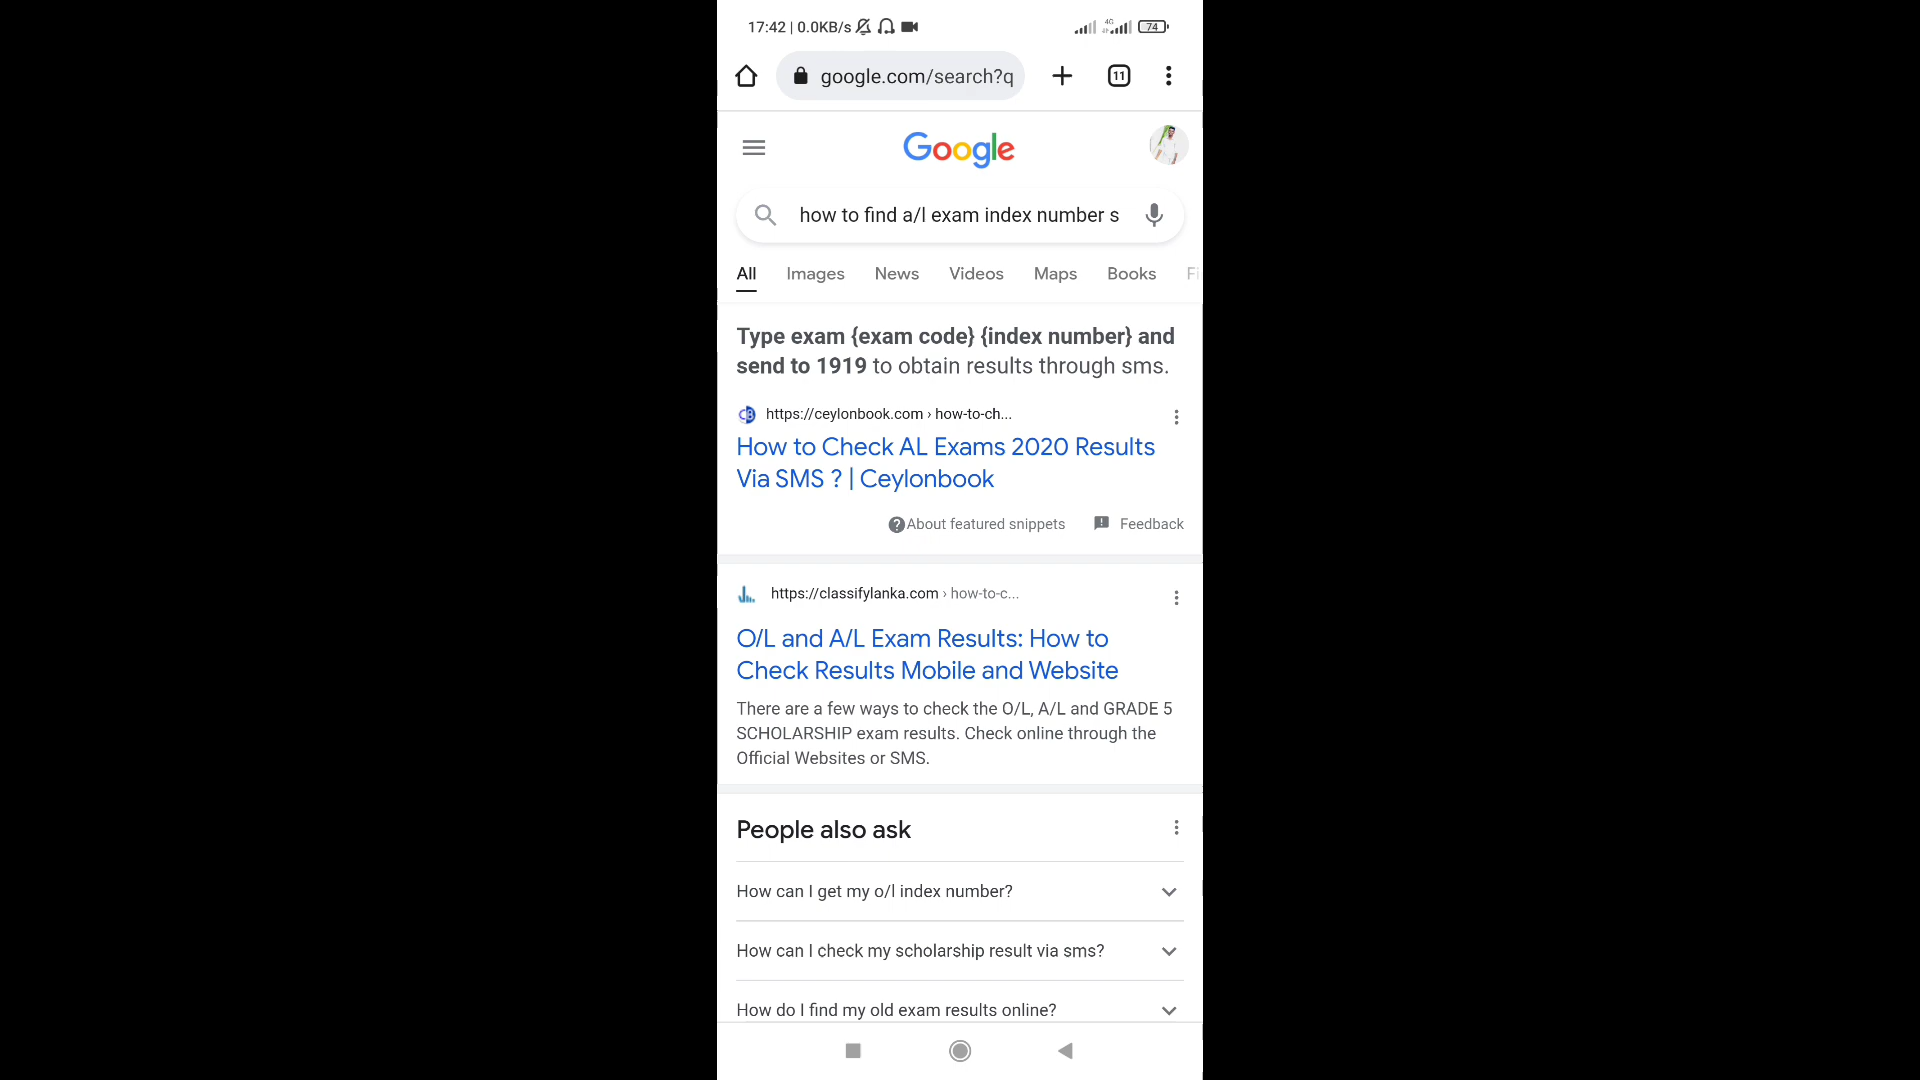 17:42 | 0.0KB/s
4G
74
google.com/search?q
11
Google
how to find a/l exam index number s
All Images News Videos Maps Books Fi
Type exam {exam code} {index number} and
send to 1919 to obtain results through sms.
https://ceylonbook.com › how-to-ch...
How to Check AL Exams 2020 Results
Via SMS ? | Ceylonbook
About featured snippets Feedback
https://classifylanka.com › how-to-c...
O/L and A/L Exam Results: How to
Check Results Mobile and Website
There are a few ways to check the O/L, A/L and GRADE 5
SCHOLARSHIP exam results. Check online through the
Official Websites or SMS.
People also ask
How can I get my o/l index number?
How can I check my scholarship result via sms?
How do I find my old exam results online?